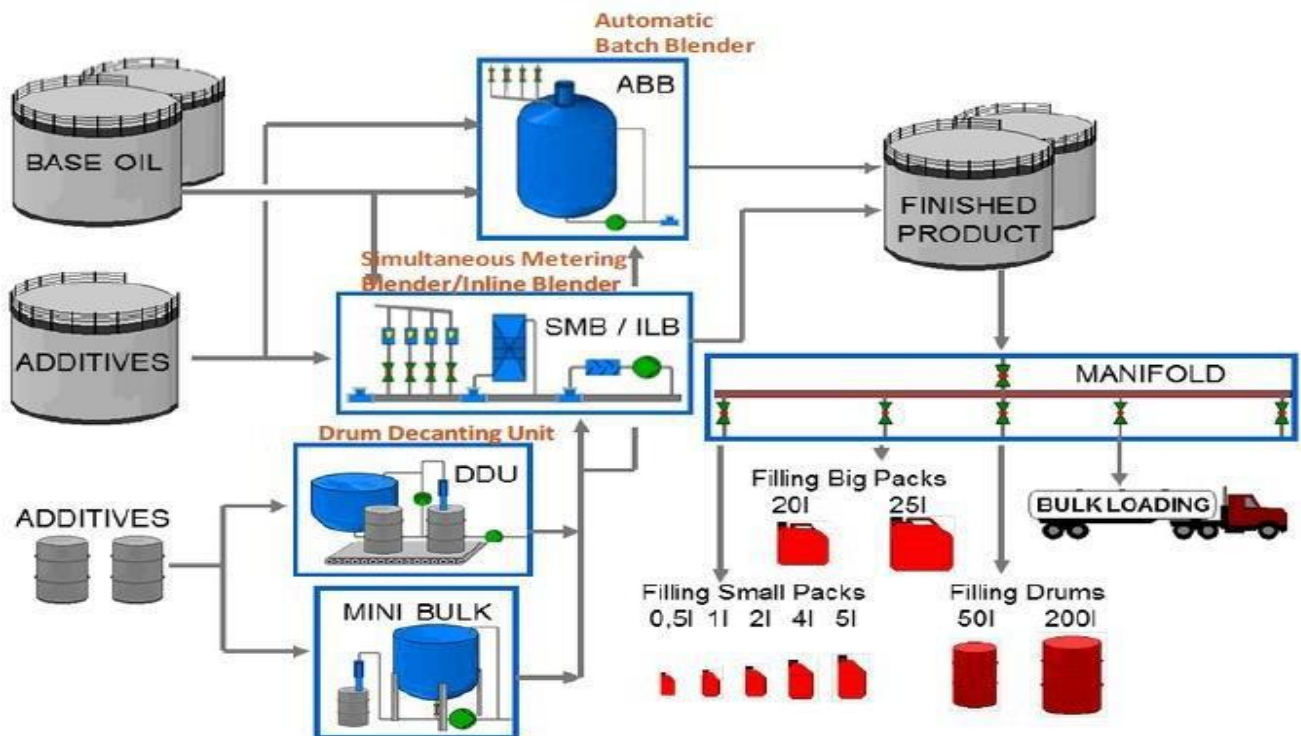 Automatic
Batch Blender
ABB
BASE OIL
FINISHED
PRODUCT
Simultaneous Metering
Blender/Inline Blender
SMB / ILB
ADDITIVES
MANIFOLD
Drum Decanting Unit
DDU
Filling Big Packs
20l 25l
BULK LOADING
ADDITIVES
Filling Small Packs
0,5l 1l 2l 4l 5l
Filling Drums
50l 200l
MINI BULK